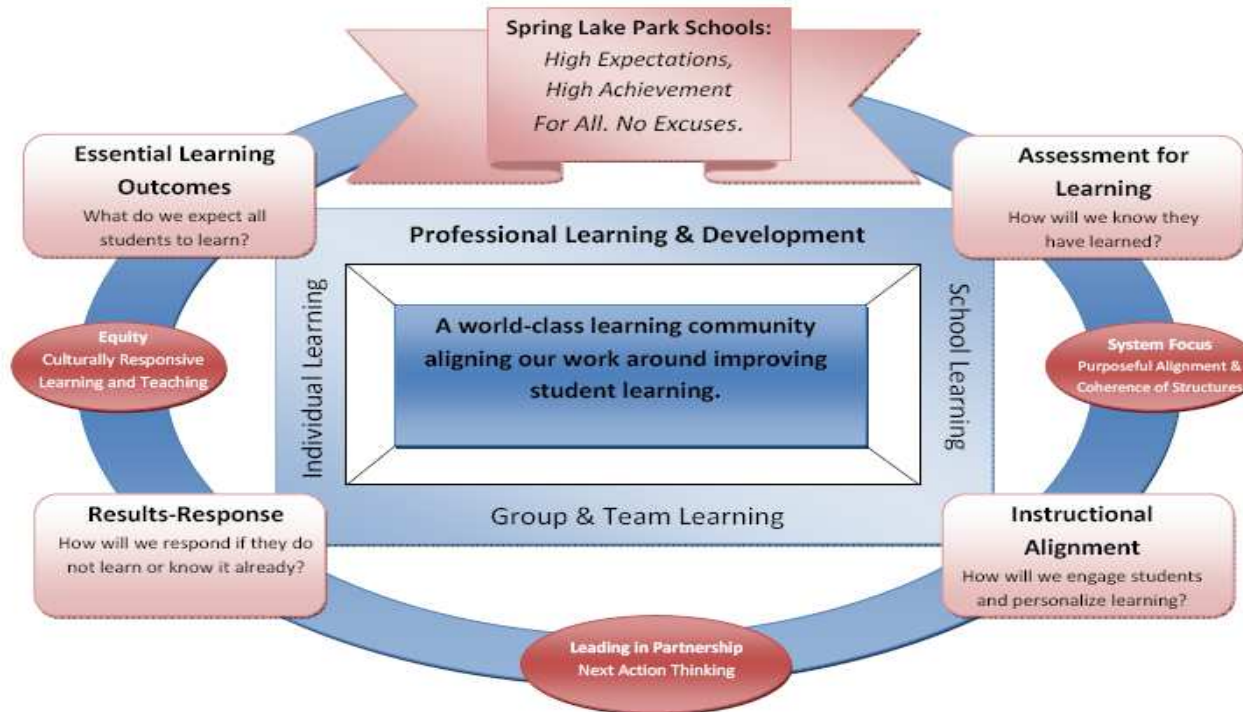 Spring Lake Park Schools:
High Expectations,
High Achievement
For All. No Excuses.
Essential Learning
Outcomes
What do we expect all
students to learn?
Assessment for
Learning
How will we know they
have learned?
Professional Learning & Development
Individual Learning
A world-class learning community
aligning our work around improving
student learning.
School Learning
Equity
Culturally Responsive
Learning and Teaching
System Focus
Purposeful Alignment &
Coherence of Structures
Group & Team Learning
Results-Response
How will we respond if they do
not learn or know it already?
Instructional
Alignment
How will we engage students
and personalize learning?
Leading in Partnership
Next Action Thinking